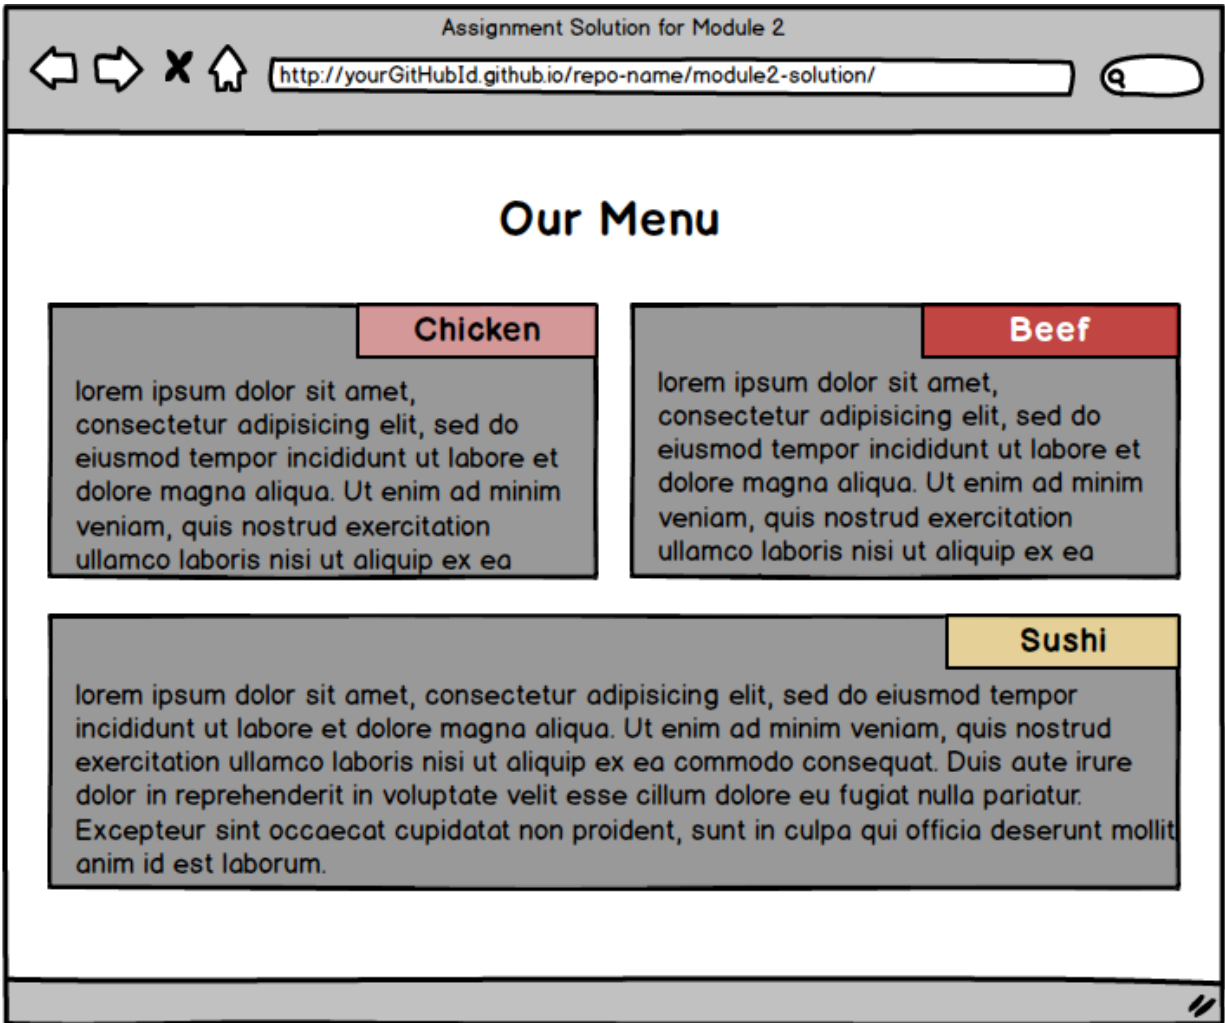 Assignment Solution for Module 2
http://yourGitHubId.github.io/repo-name/module2-solution/
Our Menu
Chicken
lorem ipsum dolor sit amet,
consectetur adipisicing elit, sed do
eiusmod tempor incididunt ut labore et
dolore magna aliqua. Ut enim ad minim
veniam, quis nostrud exercitation
ullamco laboris nisi ut aliquip ex ea
Beef
lorem ipsum dolor sit amet,
consectetur adipisicing elit, sed do
eiusmod tempor incididunt ut labore et
dolore magna aliqua. Ut enim ad minim
veniam, quis nostrud exercitation
ullamco laboris nisi ut aliquip ex ea
Sushi
lorem ipsum dolor sit amet, consectetur adipisicing elit, sed do eiusmod tempor
incididunt ut labore et dolore magna aliqua. Ut enim ad minim veniam, quis nostrud
exercitation ullamco laboris nisi ut aliquip ex ea commodo consequat. Duis aute irure
dolor in reprehenderit in voluptate velit esse cillum dolore eu fugiat nulla pariatur.
Excepteur sint occaecat cupidatat non proident, sunt in culpa qui officia deserunt mollit
anim id est laborum.